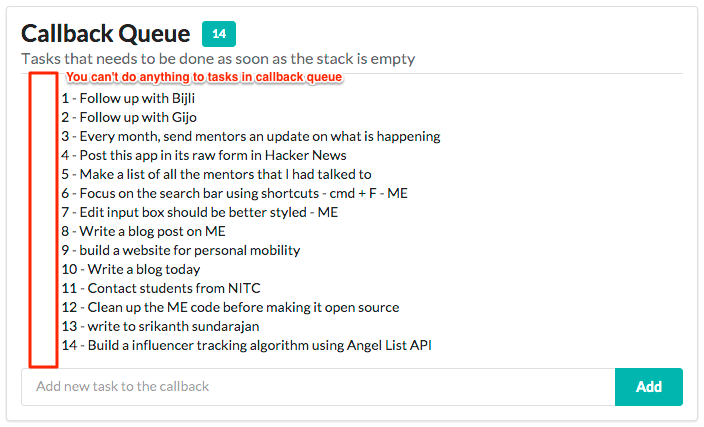 Callback Queue 14
Tasks that needs to be done as soon as the stack is empty
You can't do anything to tasks in callback queue
1 - Follow up with Bijli
2 - Follow up with Gijo
3 - Every month, send mentors an update on what is happening
4 - Post this app in its raw form in Hacker News
5 - Make a list of all the mentors that I had talked to
6 - Focus on the search bar using shortcuts - cmd + F - ME
7 - Edit input box should be better styled - ME
8 - Write a blog post on ME
9 - build a website for personal mobility
10 - Write a blog today
11 - Contact students from NITC
12 - Clean up the ME code before making it open source
13 - write to srikanth sundarajan
14 - Build a influencer tracking algorithm using Angel List API
Add new task to the callback Add